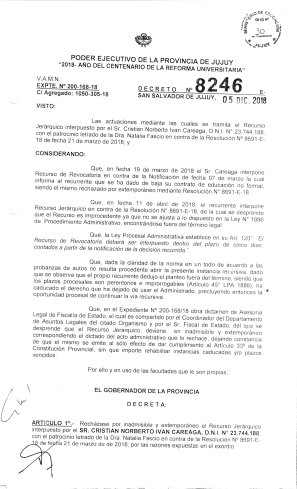 MINISTERIO DE EDUCACION
D.G.P
30
JUJUY
PODER EJECUTIVO DE LA PROVINCIA DE JUJUY
"2018- AÑO DEL CENTENARIO DE LA REFORMA UNIVERSITARIA"
V.A.M.N.
EXPTE. N° 200-168-18
C/ Agregado: 1050-305-18
DECRETO N° 8246 E-
SAN SALVADOR DE JUJUY, 05 DIC. 2018
VISTO:
Las actuaciones mediante las cuales se tramita el Recurso
Jerárquico interpuesto por el Sr. Cristian Norberto Ivan Careaga, D.N.I. N° 23.744.188,
con el patrocinio letrado de la Dra. Natalia Fascio en contra de la Resolución N° 8691-E-
18 de fecha 21 de marzo de 2018; y
CONSIDERANDO:
Que, en fecha 19 de marzo de 2018 el Sr. Careaga interpone
Recurso de Revocatoria en contra de la Notificación de fecha 07 de marzo la cual
informa al recurrente que se ha dado de baja su contrato de educación no formal,
siendo el mismo rechazado por extemporáneo mediante Resolución N° 8691-E-18.
Que, en fecha 11 de abril de 2018, el recurrente interpone
Recurso Jerárquico en contra de la Resolución N° 8691-E-18, de la cual se desprende
que el Recurso es improcedente ya que no se ajusta a lo dispuesto en la Ley N° 1886
de Procedimiento Administrativo, encontrándose fuera del término legal
Que, la Ley Procesal Administrativa establece en su Art. 120° "El
Recurso de Revocatoria deberá ser interpuesto dentro del plazo de cinco días,
contados a partir de la notificación de la decisión recurrida."
Que, dada la claridad de la norma en un todo de acuerdo a las
probanzas de autos no resulta procedente abrir la presente instancia recursiva, dado
que se observa que el propio recurrente dedujo el planteo fuera del término, siendo que
los plazos procesales son perentorios e improrrogables (Artículo 45° LPA 1886), ha
caducado el derecho que ha dejado de usar el Administrado, precluyendo entonces la
oportunidad procesal de continuar la vía recursiva.
Que, en el Expediente N° 200-168/18 obra dictamen de Asesoría
Legal de Fiscalía de Estado, el cual es compartido por el Coordinador del Departamento
de Asuntos Legales del citado Organismo y por el Sr. Fiscal de Estado, del que se
desprende que el Recurso Jerárquico, deviene en inadmisible y extemporáneo
correspondiendo el dictado del acto administrativo que lo rechace, dejando constancia
de que el mismo se emite al sólo efecto de dar cumplimiento al Artículo 33° de la
Constitución Provincial, sin que importe rehabilitar instancias caducadas y/o plazos
vencidos.
Por ello y en uso de las facultades que le son propias;
EL GOBERNADOR DE LA PROVINCIA
DECRETA:
ARTÍCULO 1°.- Rechácese por inadmisible y extemporáneo el Recurso Jerárquico
interpuesto por el SR. CRISTIAN NORBERTO IVAN CAREAGA, D.N.I. N° 23.744.188,
con el patrocinio letrado de la Dra. Natalia Fascio en contra de la Resolución N° 8691-E-
18 de fecha 21 de marzo de 2018, por las razones expuestas en el exordio